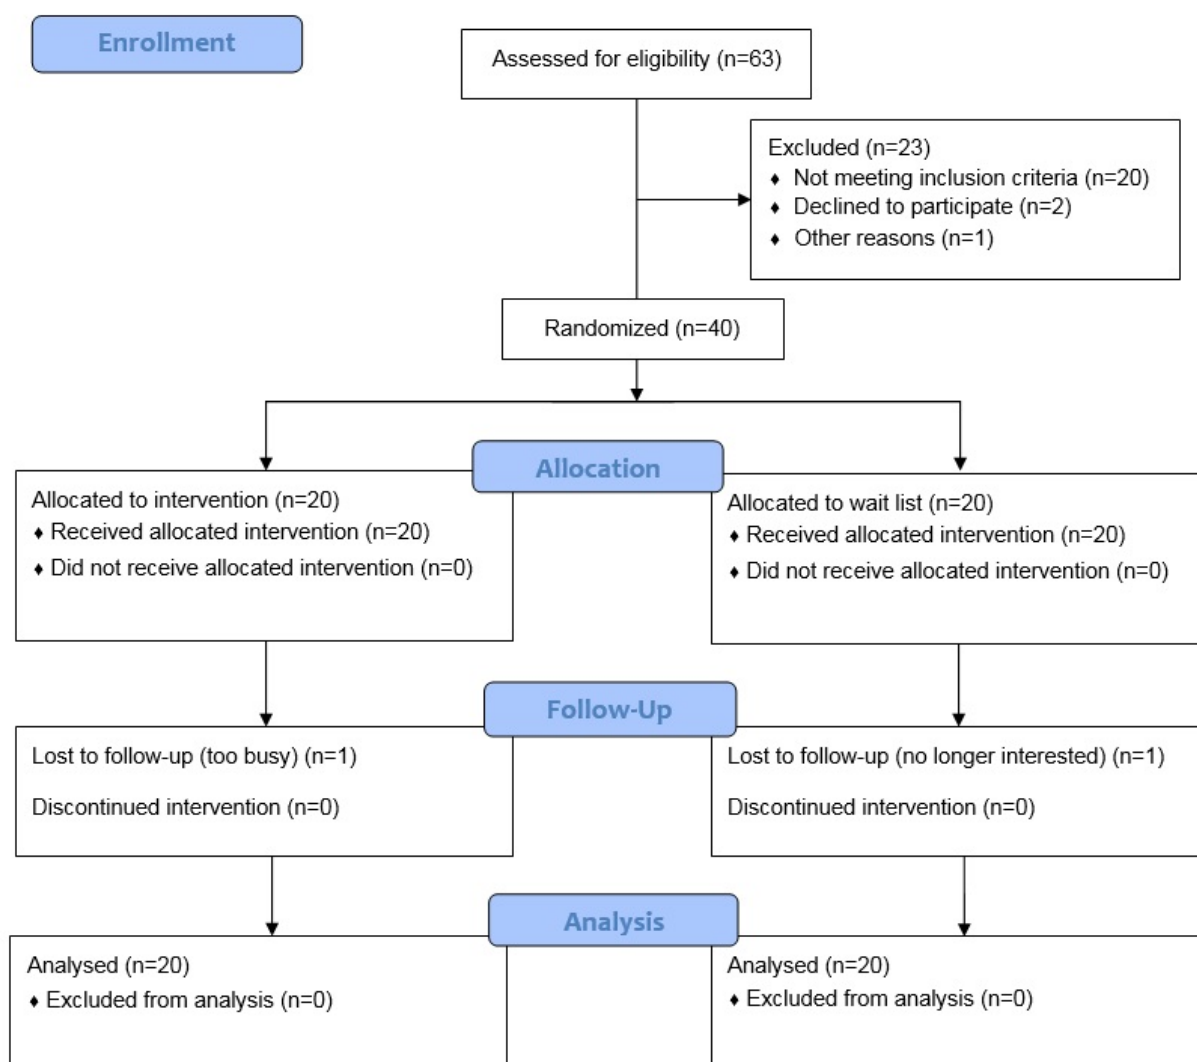 Enrollment
Assessed for eligibility (n=63)
Excluded (n=23)
♦ Not meeting inclusion criteria (n=20)
♦ Declined to participate (n=2)
♦ Other reasons (n=1)
Randomized (n=40)
Allocation
Allocated to intervention (n=20)
♦ Received allocated intervention (n=20)
♦ Did not receive allocated intervention (n=0)
Allocated to wait list (n=20)
♦ Received allocated intervention (n=20)
♦ Did not receive allocated intervention (n=0)
Follow-Up
Lost to follow-up (too busy) (n=1)
Discontinued intervention (n=0)
Lost to follow-up (no longer interested) (n=1)
Discontinued intervention (n=0)
Analysis
Analysed (n=20)
♦ Excluded from analysis (n=0)
Analysed (n=20)
♦ Excluded from analysis (n=0)